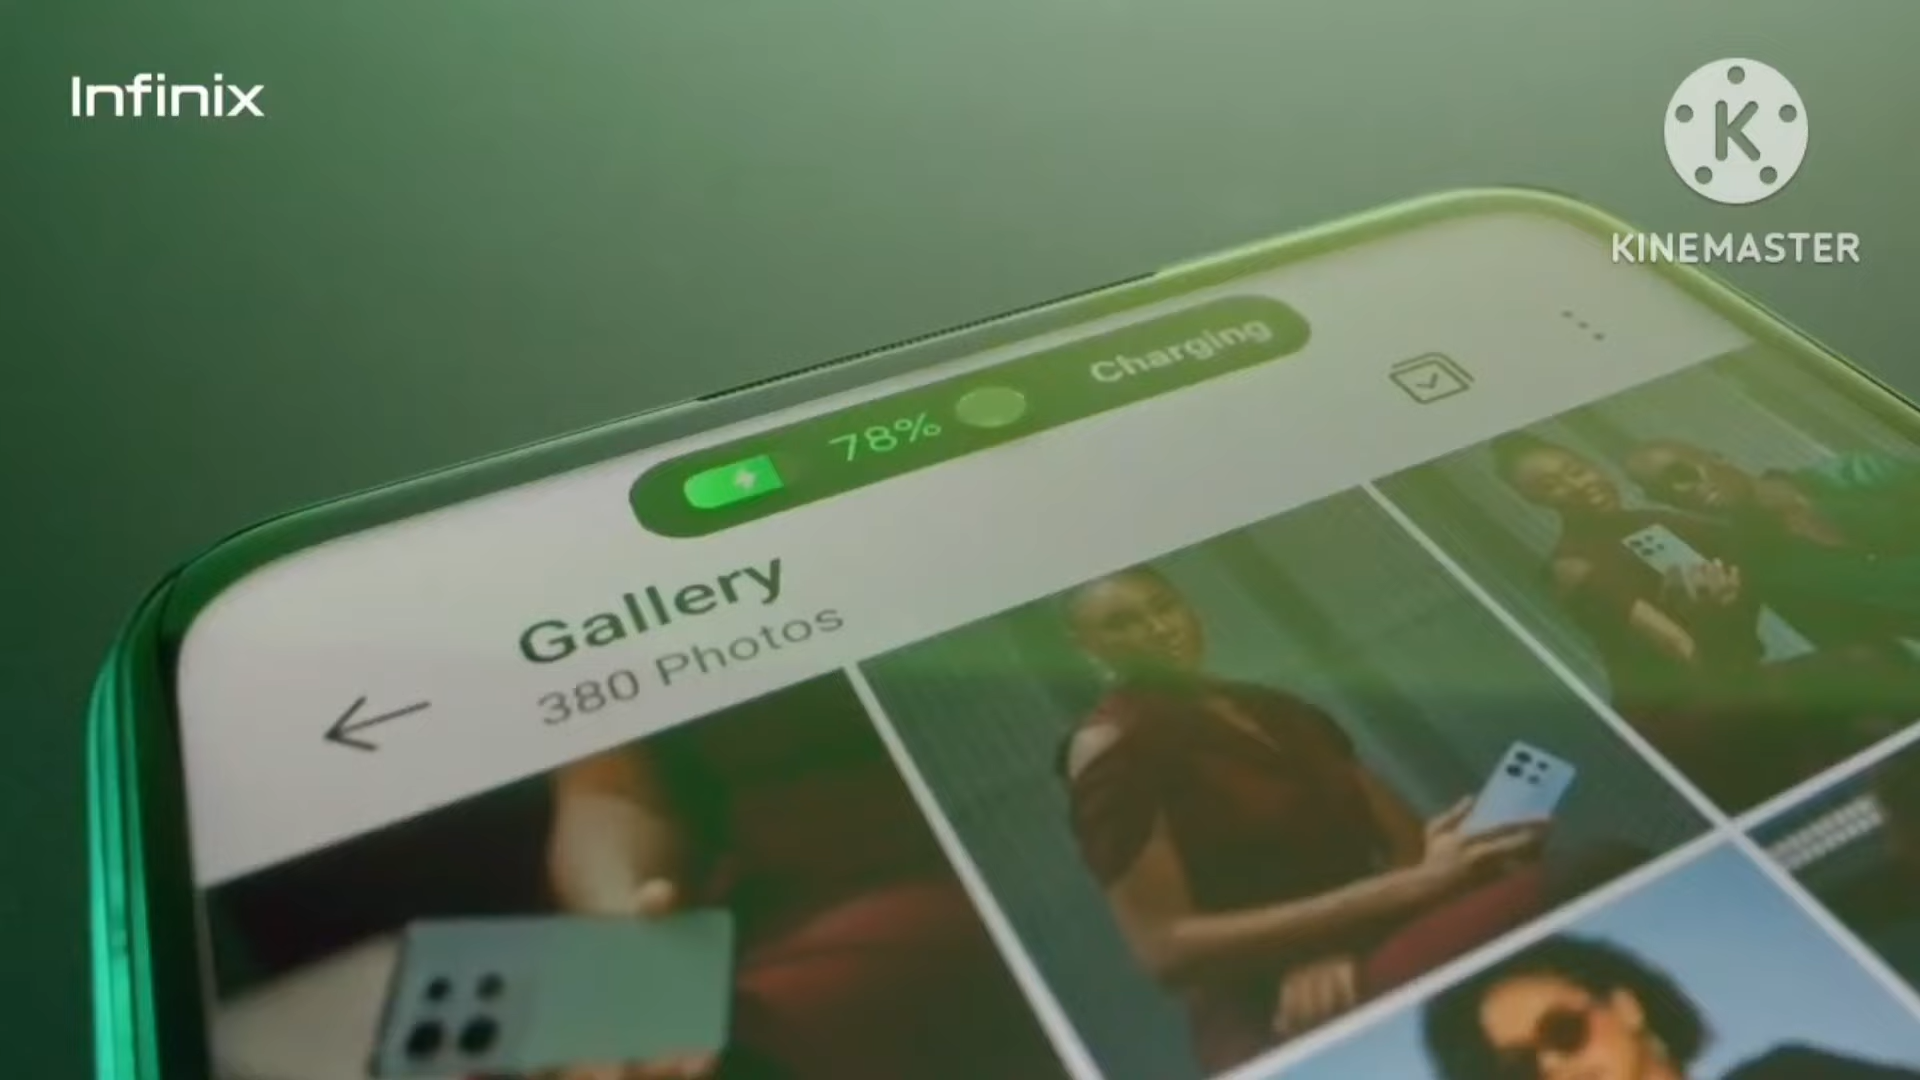 Infinix
KINEMASTER
78% Charging
Gallery
380 Photos